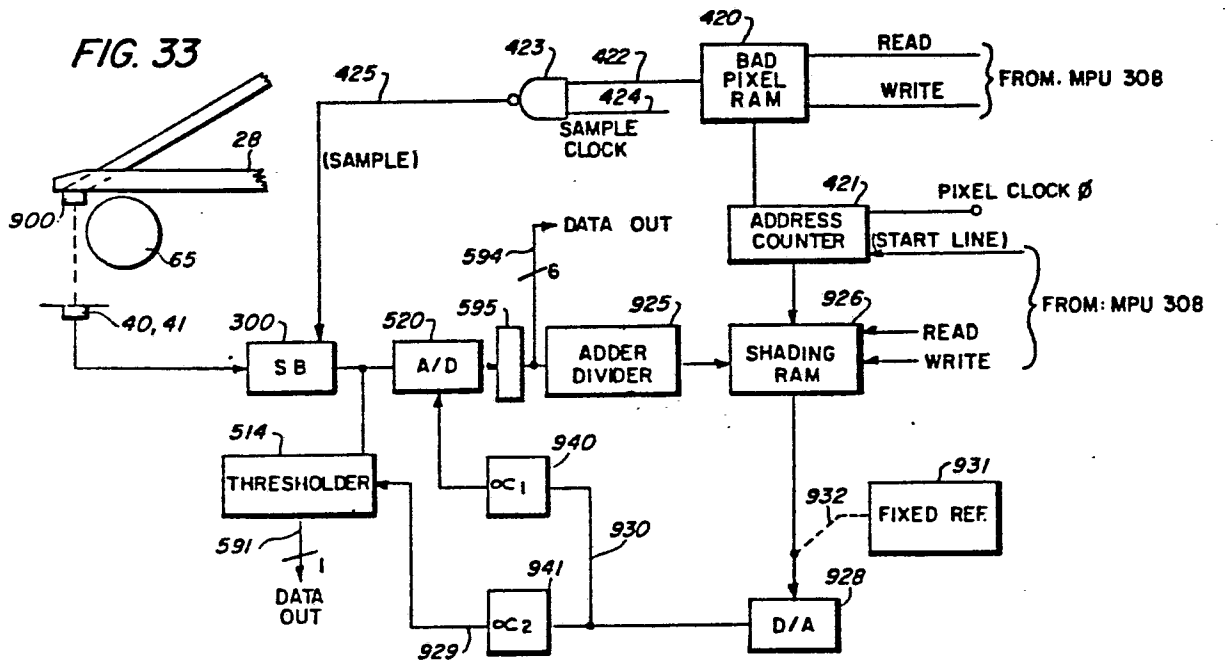 FIG. 33
420
423
422
425
424
BAD
PIXEL
RAM
READ
WRITE
FROM. MPU 308
SAMPLE
CLOCK
(SAMPLE)
28
900
65
40,41
421
PIXEL CLOCK Ø
ADDRESS
COUNTER
(START LINE)
DATA OUT
594
6
300
520
595
925
926
FROM: MPU 308
SB
A/D
ADDER
DIVIDER
SHADING
RAM
READ
WRITE
514
940
931
THRESHOLDER
∝1
932
FIXED REF.
591
1
930
DATA
OUT
941
928
∝2
D/A
929